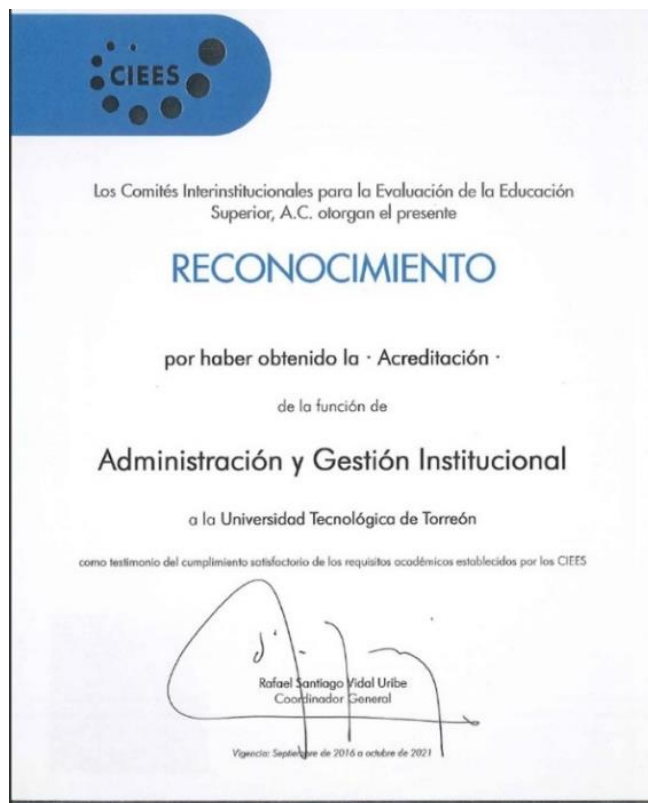 CIEES
Los Comités Interinstitucionales para la Evaluación de la Educación
Superior, A.C. otorgan el presente
RECONOCIMIENTO
por haber obtenido la · Acreditación ·
de la función de
Administración y Gestión Institucional
a la Universidad Tecnológica de Torreón
como testimonio del cumplimiento satisfactorio de los requisitos académicos establecidos por los CIEES
Rafael Santiago Vidal Uribe
Coordinador General
Vigencia: Septiembre de 2016 a octubre de 2021